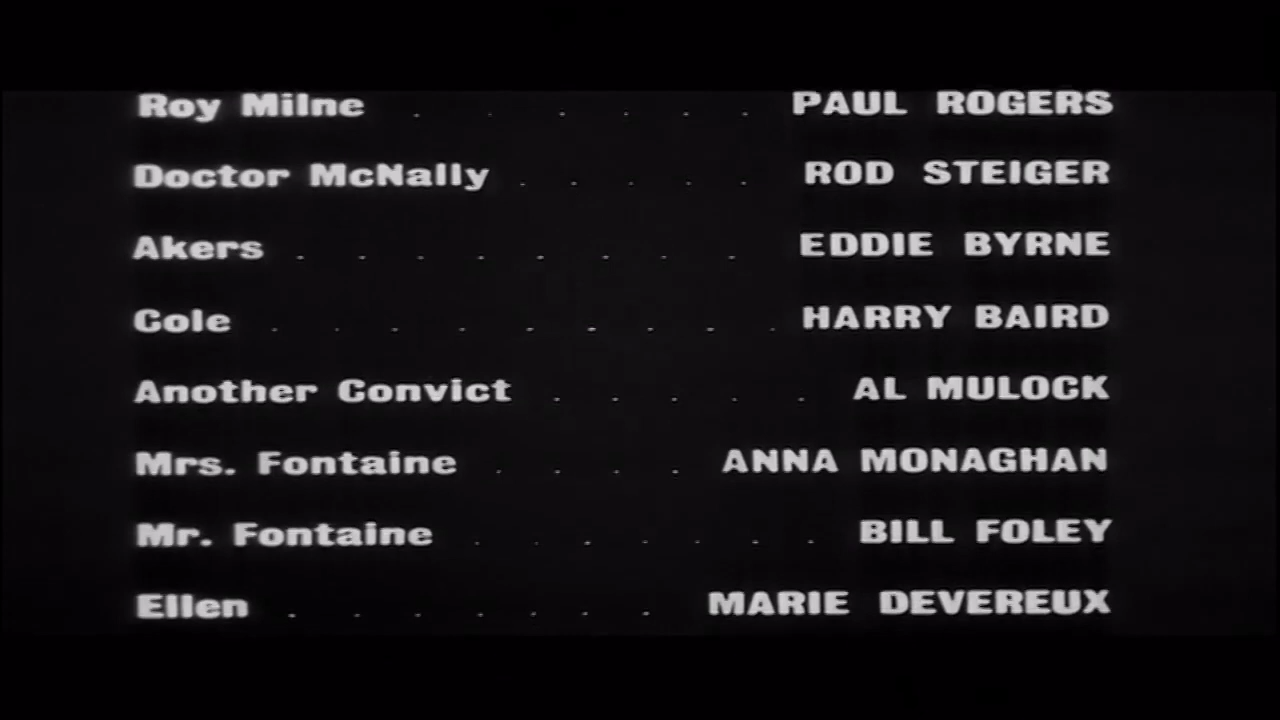 Roy Milne . . . . . . PAUL ROGERS
Doctor McNally . . . . . ROD STEIGER
Akers . . . . . . . . EDDIE BYRNE
Cole . . . . . . . . . HARRY BAIRD
Another Convict . . . . . AL MULOCK
Mrs. Fontaine . . . . ANNA MONAGHAN
Mr. Fontaine . . . . . . . BILL FOLEY
Ellen . . . . . . . MARIE DEVEREUX